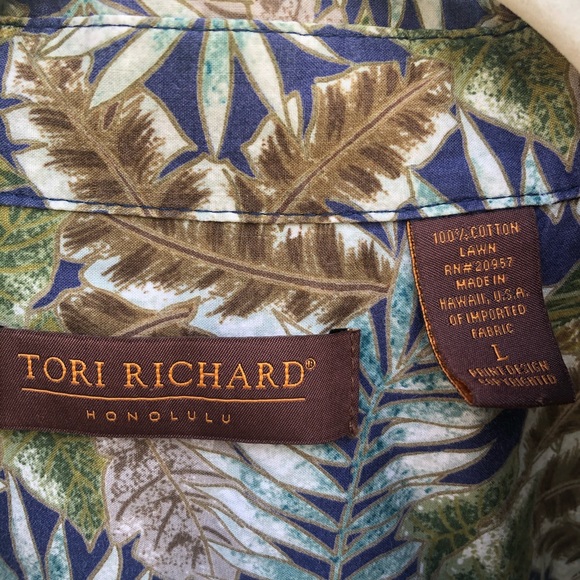 TORI RICHARD®
HONOLULU
100% COTTON
LAWN
RN#20957
MADE IN
HAWAII, U.S.A.
OF IMPORTED
FABRIC
L
PRINT DESIGN
COPYRIGHTED